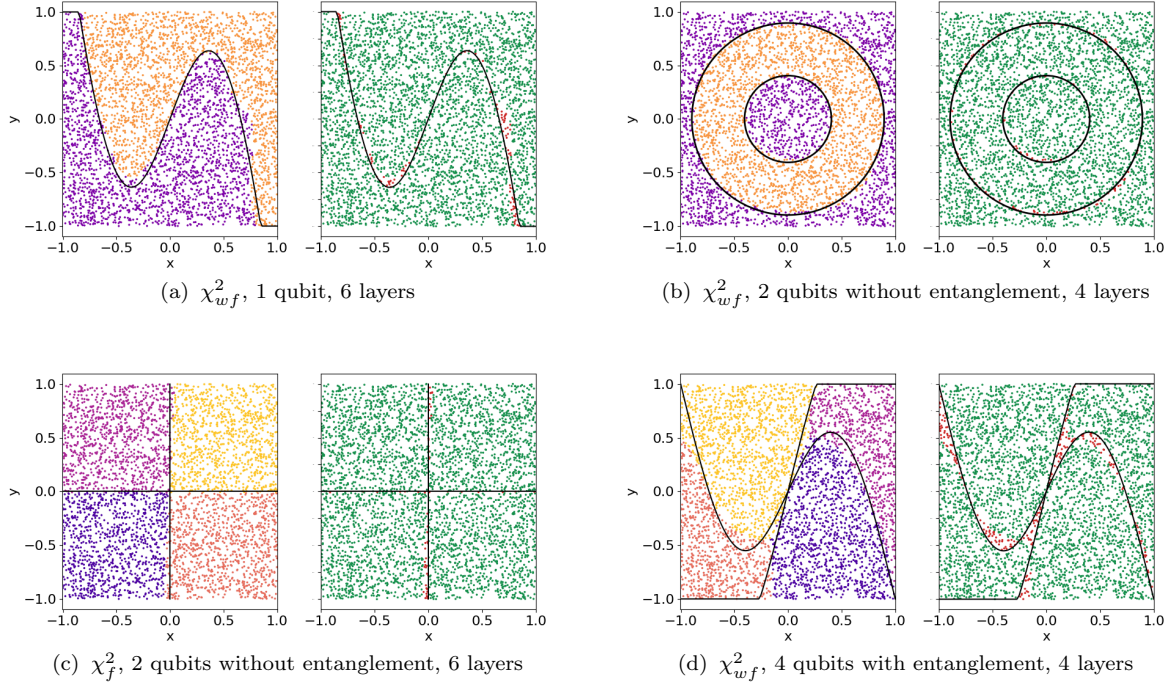 1.0
0.5
0.0
−0.5
−1.0
y
−1.0 −0.5 0.0 0.5 1.0
x
−1.0 −0.5 0.0 0.5 1.0
x
(a) χ²_{wf}, 1 qubit, 6 layers
1.0
0.5
0.0
−0.5
−1.0
y
−1.0 −0.5 0.0 0.5 1.0
x
−1.0 −0.5 0.0 0.5 1.0
x
(b) χ²_{wf}, 2 qubits without entanglement, 4 layers
1.0
0.5
0.0
−0.5
−1.0
y
−1.0 −0.5 0.0 0.5 1.0
x
−1.0 −0.5 0.0 0.5 1.0
x
(c) χ²_f, 2 qubits without entanglement, 6 layers
1.0
0.5
0.0
−0.5
−1.0
y
−1.0 −0.5 0.0 0.5 1.0
x
−1.0 −0.5 0.0 0.5 1.0
x
(d) χ²_{wf}, 4 qubits with entanglement, 4 layers